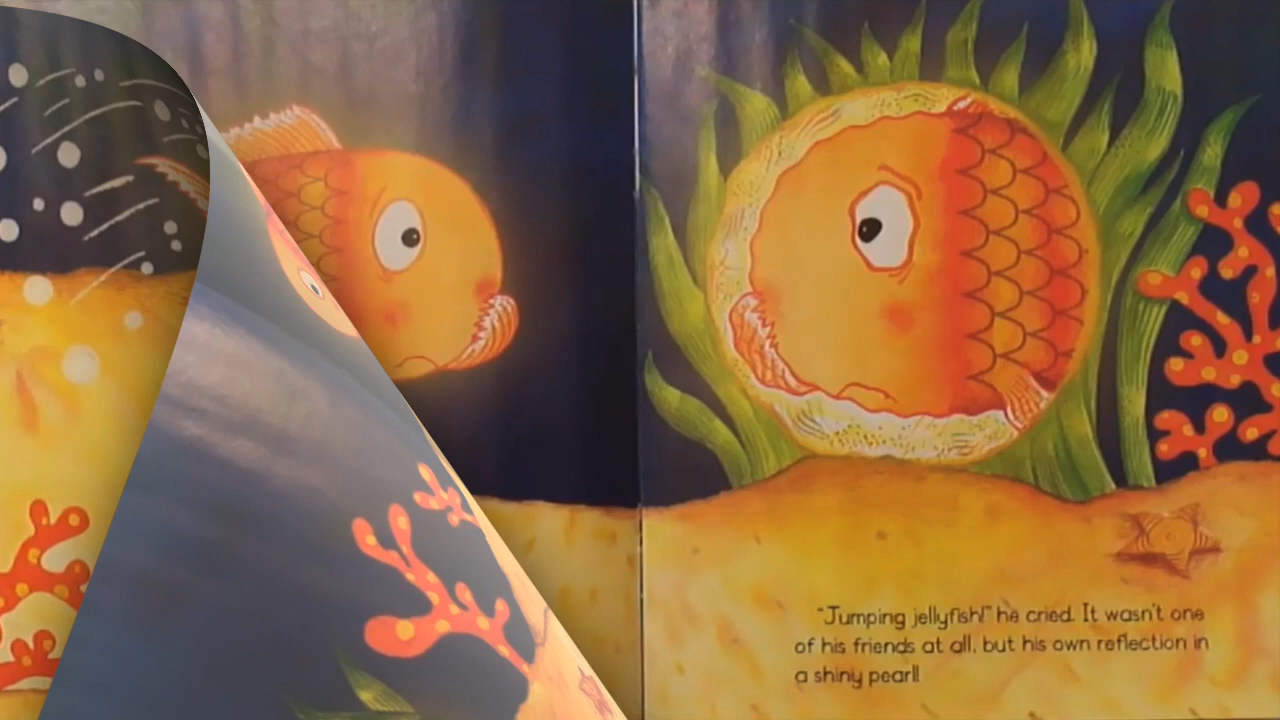 "Jumping jellyfish!" he cried. It wasn't one
of his friends at all, but his own reflection in
a shiny pearl!